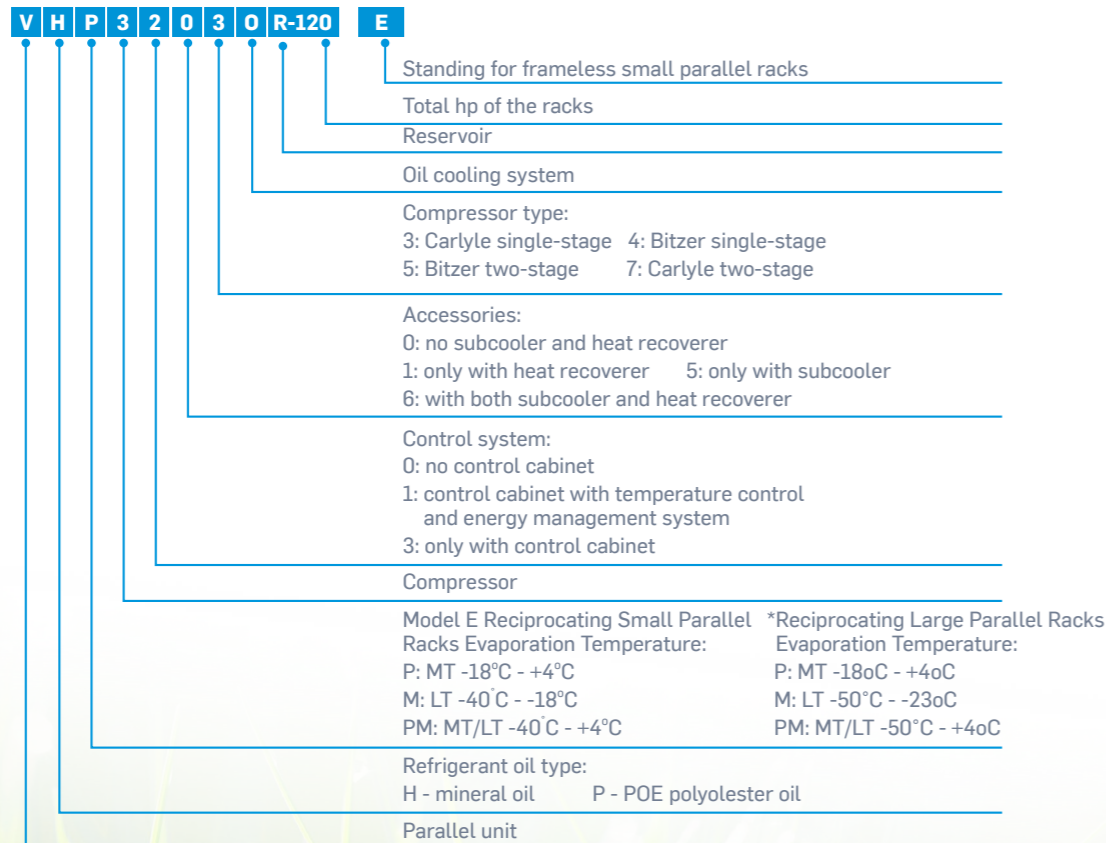 V H P 3 2 0 3 O R-120 E
Standing for frameless small parallel racks
Total hp of the racks
Reservoir
Oil cooling system
Compressor type:
3: Carlyle single-stage 4: Bitzer single-stage
5: Bitzer two-stage 7: Carlyle two-stage
Accessories:
0: no subcooler and heat recoverer
1: only with heat recoverer 5: only with subcooler
6: with both subcooler and heat recoverer
Control system:
0: no control cabinet
1: control cabinet with temperature control
and energy management system
3: only with control cabinet
Compressor
Model E Reciprocating Small Parallel *Reciprocating Large Parallel Racks
Racks Evaporation Temperature: Evaporation Temperature:
P: MT -18°C - +4°C P: MT -18oC - +4oC
M: LT -40°C - -18°C M: LT -50°C - -23oC
PM: MT/LT -40°C - +4°C PM: MT/LT -50°C - +4oC
Refrigerant oil type:
H - mineral oil P - POE polyolester oil
Parallel unit